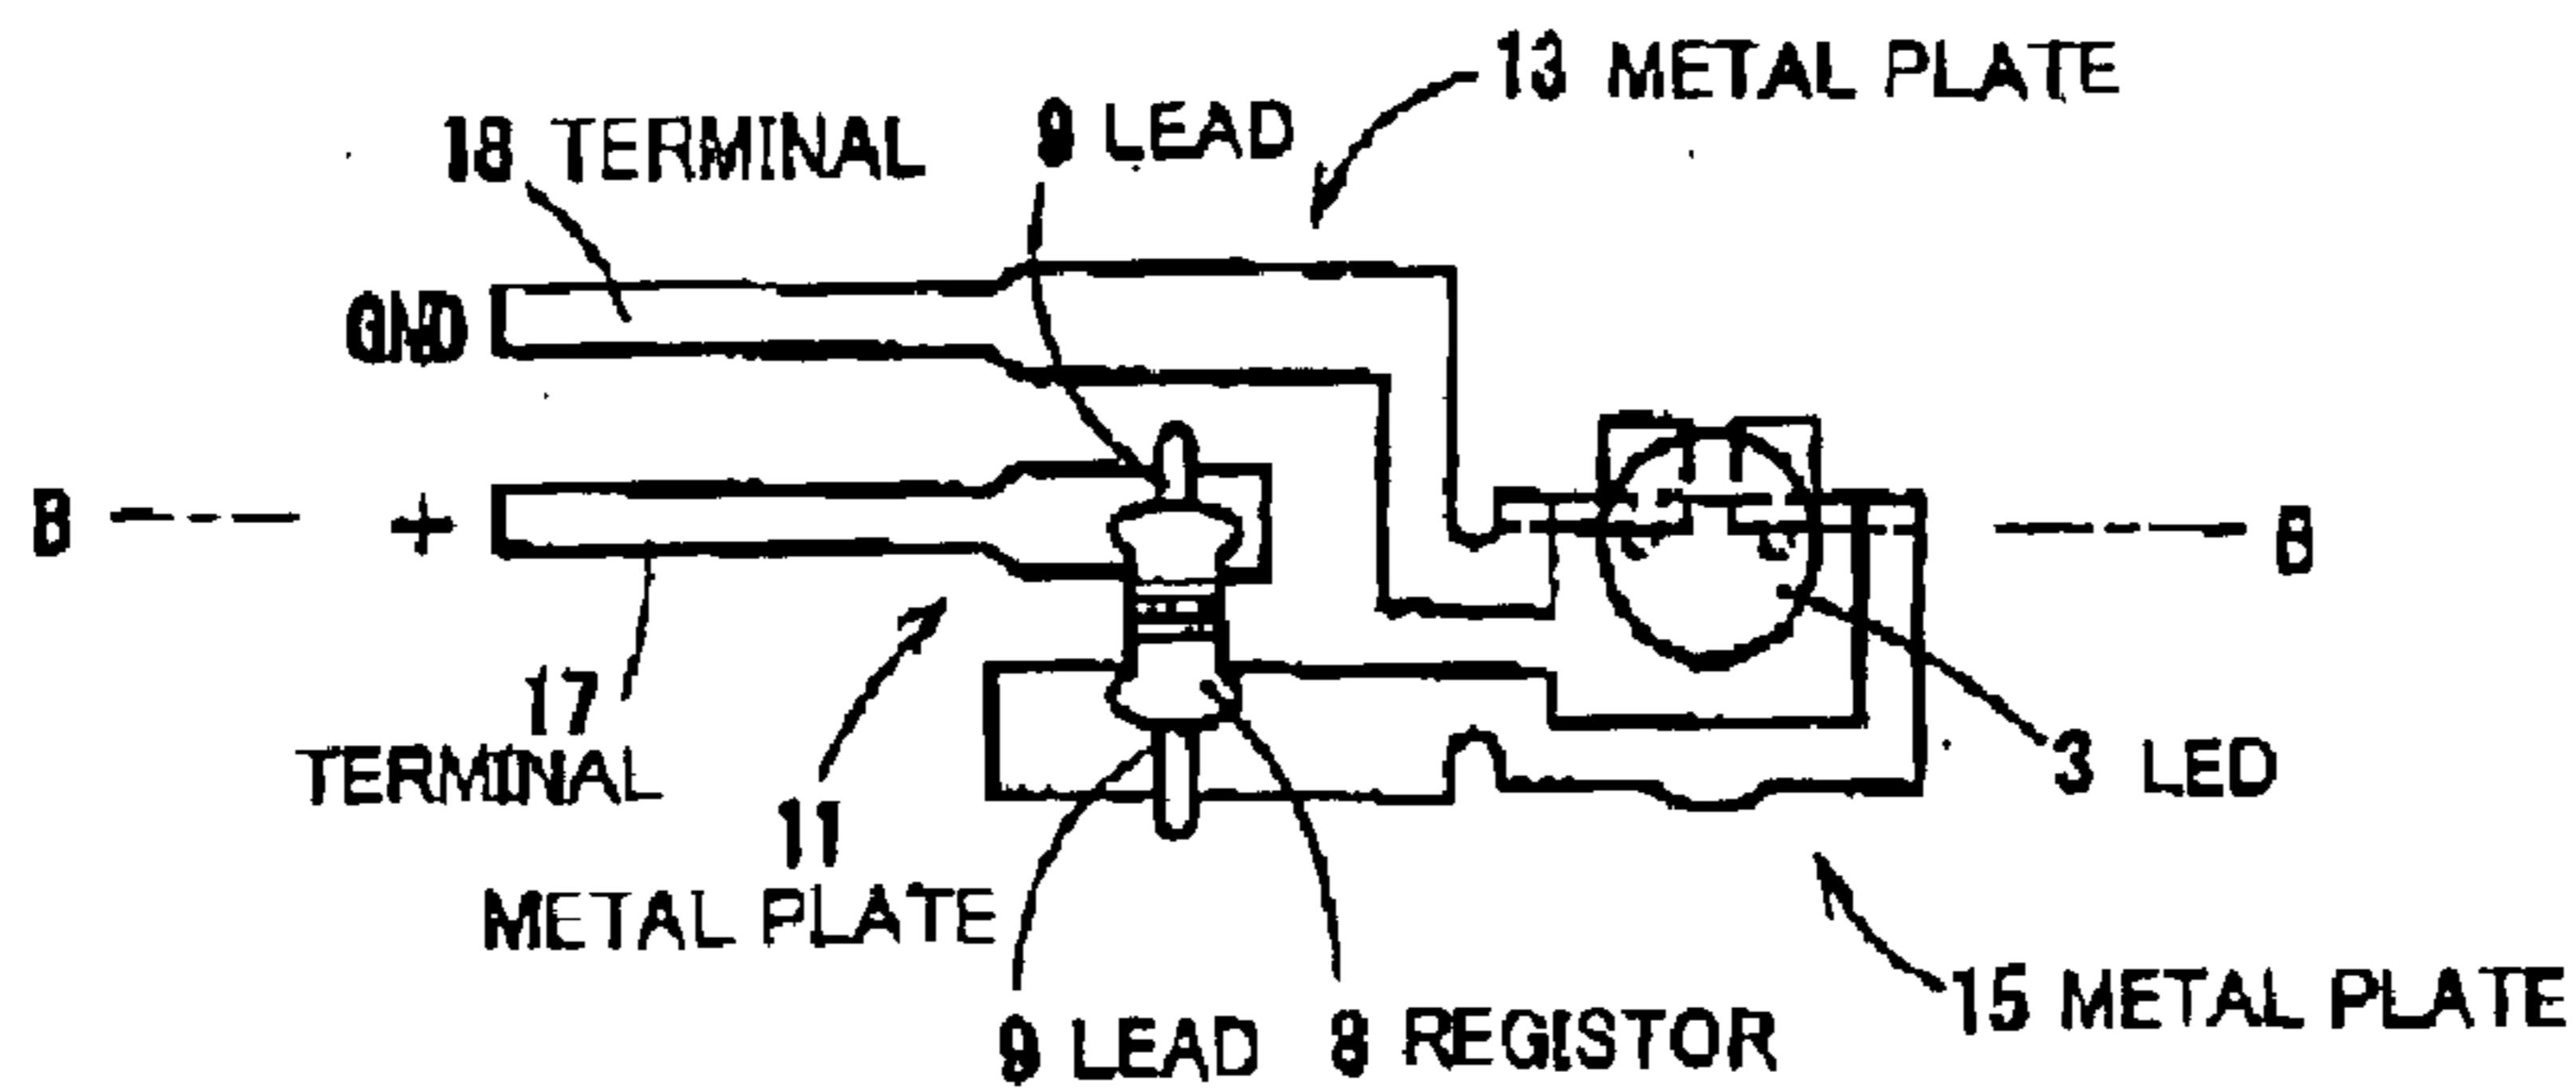 13 METAL PLATE
9 LEAD
18 TERMINAL
GND
B
+
B
17
TERMINAL
11
METAL PLATE
3 LED
15 METAL PLATE
9 LEAD
8 REGISTOR